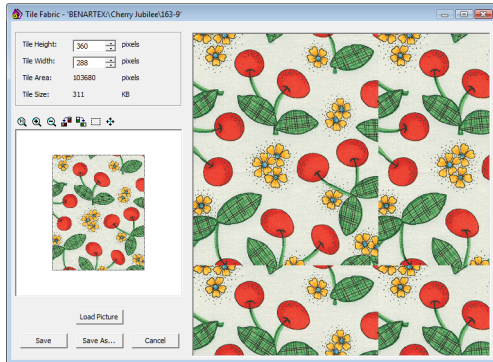 Tile Fabric - 'BENARTEX:\Cherry Jubilee\163-9'
Tile Height: 360 pixels
Tile Width: 288 pixels
Tile Area: 103680 pixels
Tile Size: 311 KB
Load Picture
Save Save As... Cancel